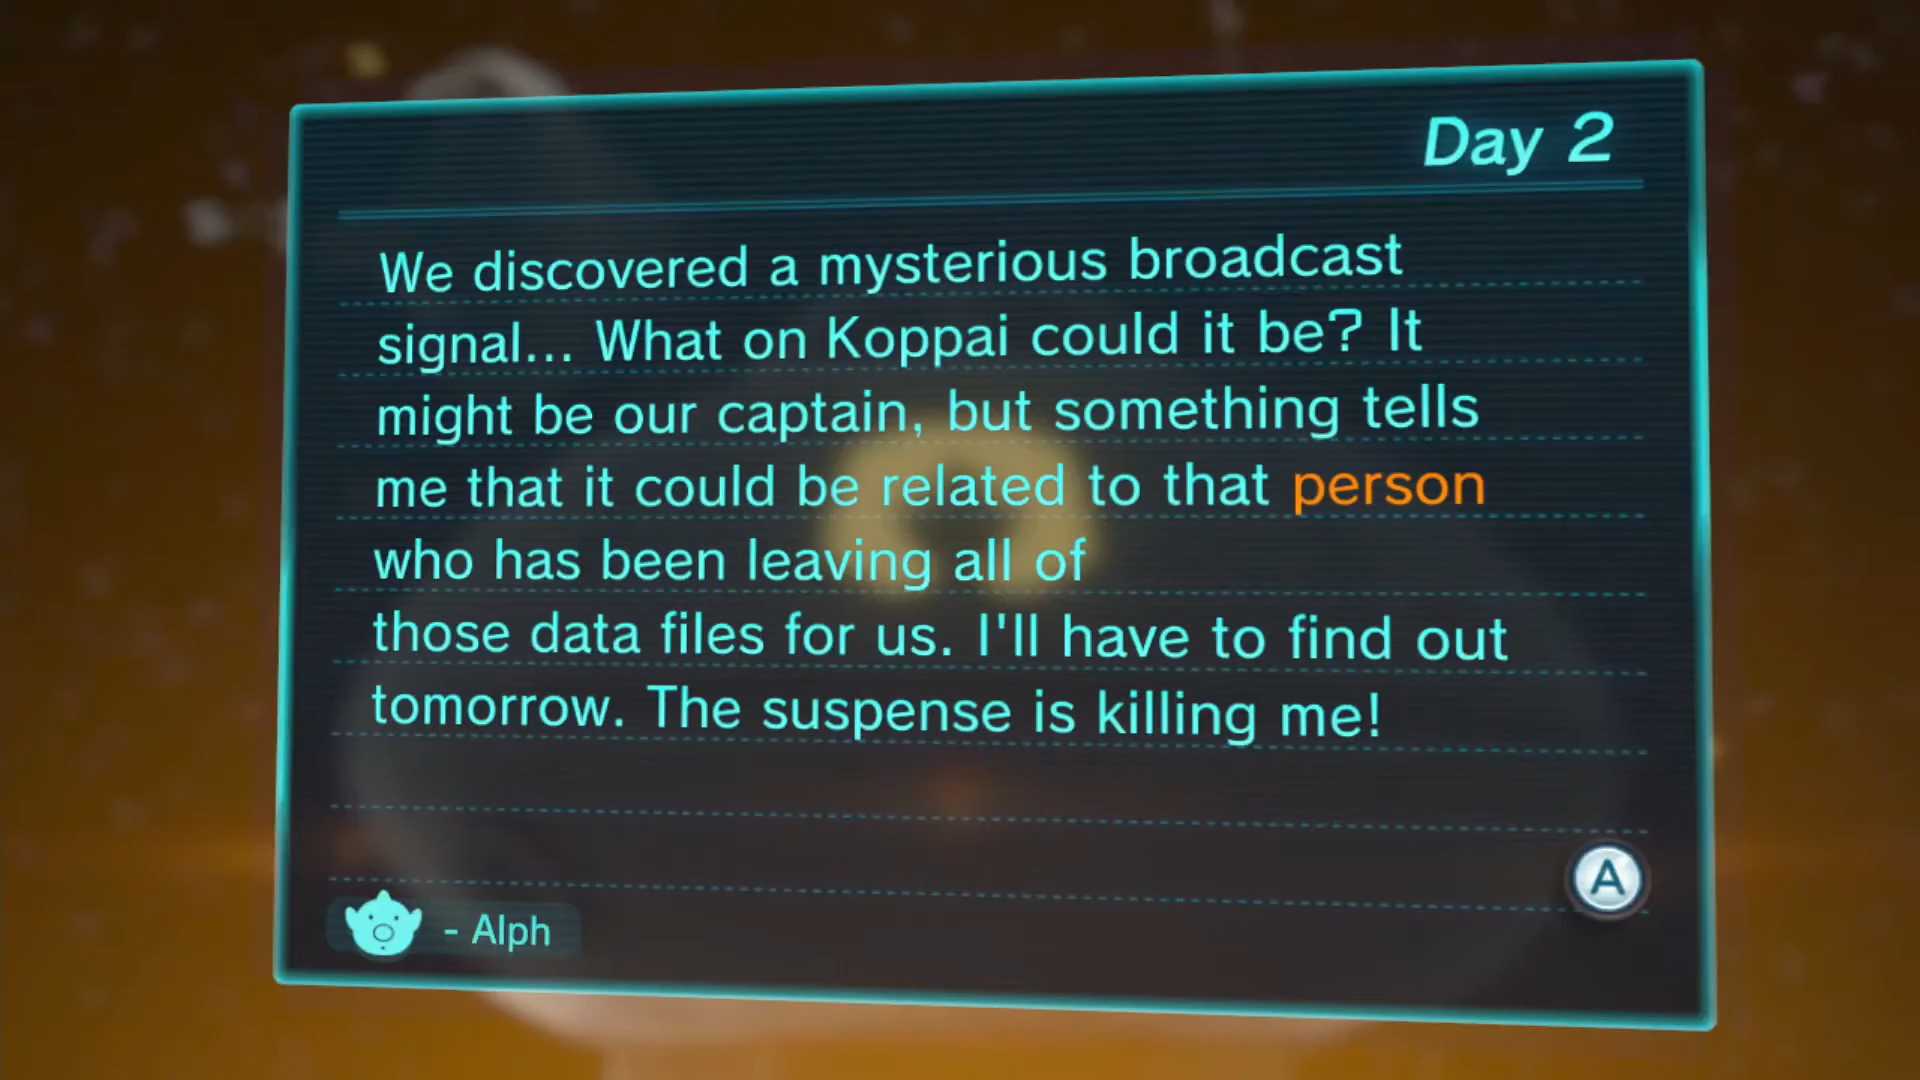 Day 2
We discovered a mysterious broadcast
signal... What on Koppai could it be? It
might be our captain, but something tells
me that it could be related to that person
who has been leaving all of
those data files for us. I'll have to find out
tomorrow. The suspense is killing me!
A
- Alph